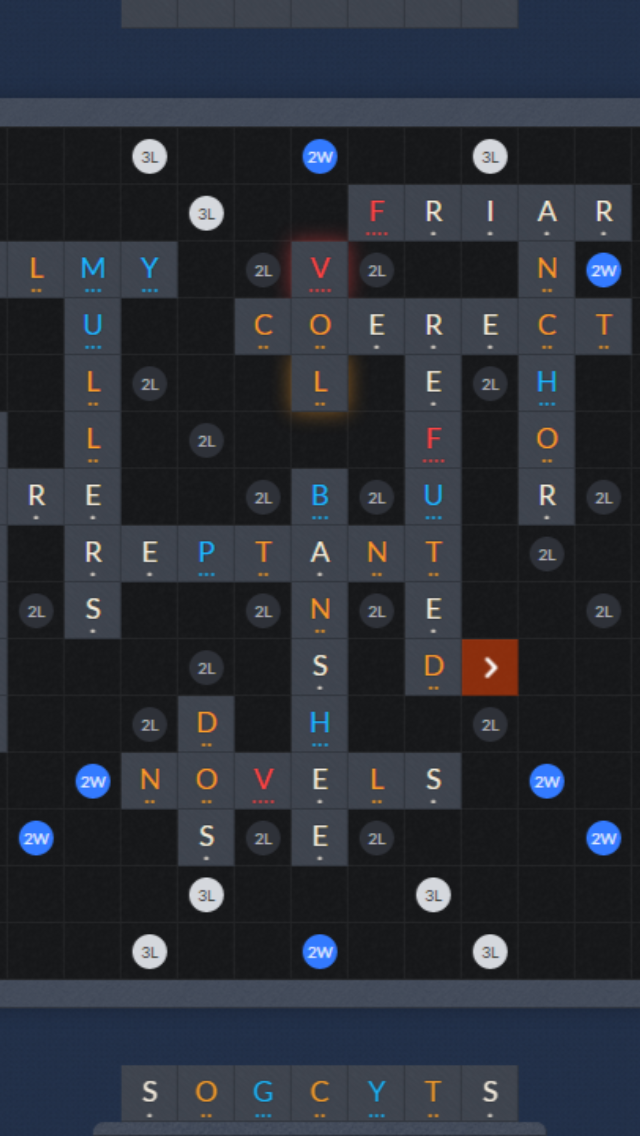 3L 2W 3L
3L F R I A R
L M Y 2L V 2L N 2W
U C O E R E C T
L 2L L E 2L H
L 2L F O
R E 2L B 2L U R 2L
R E P T A N T 2L
2L S 2L N 2L E 2L
2L S D
2L D H 2L
2W N O V E L S 2W
2W S 2L E 2L 2W
3L 3L
3L 2W 3L
S O G C Y T S